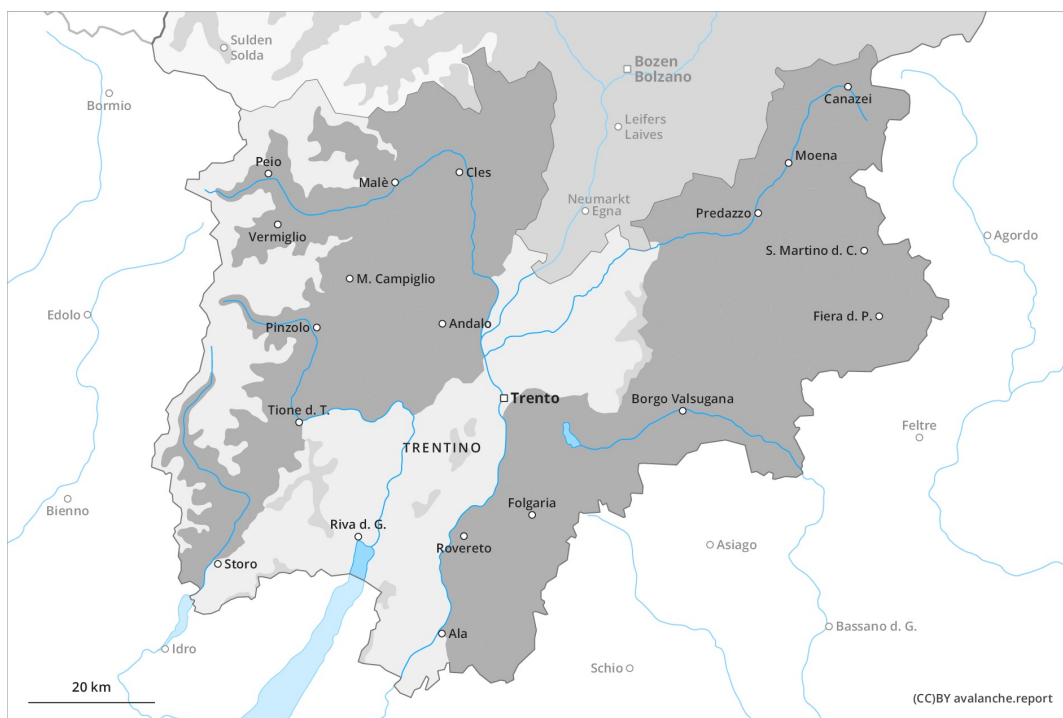 Sulden
Solda
Bozen
Bolzano
Bormio
Canazei
Leifers
Laives
Moena
Peio
Malè
Cles
Neumarkt
Egna
Predazzo
Vermiglio
S. Martino d. C.
Agordo
M. Campiglio
Edolo
Pinzolo
Andalo
Fiera d. P.
Trento
Borgo Valsugana
Tione d. T.
Feltre
TRENTINO
Bienno
Folgaria
Riva d. G.
Rovereto
Asiago
Storo
Ala
Bassano d. G.
Idro
Schio
20 km
(CC)BY avalanche.report